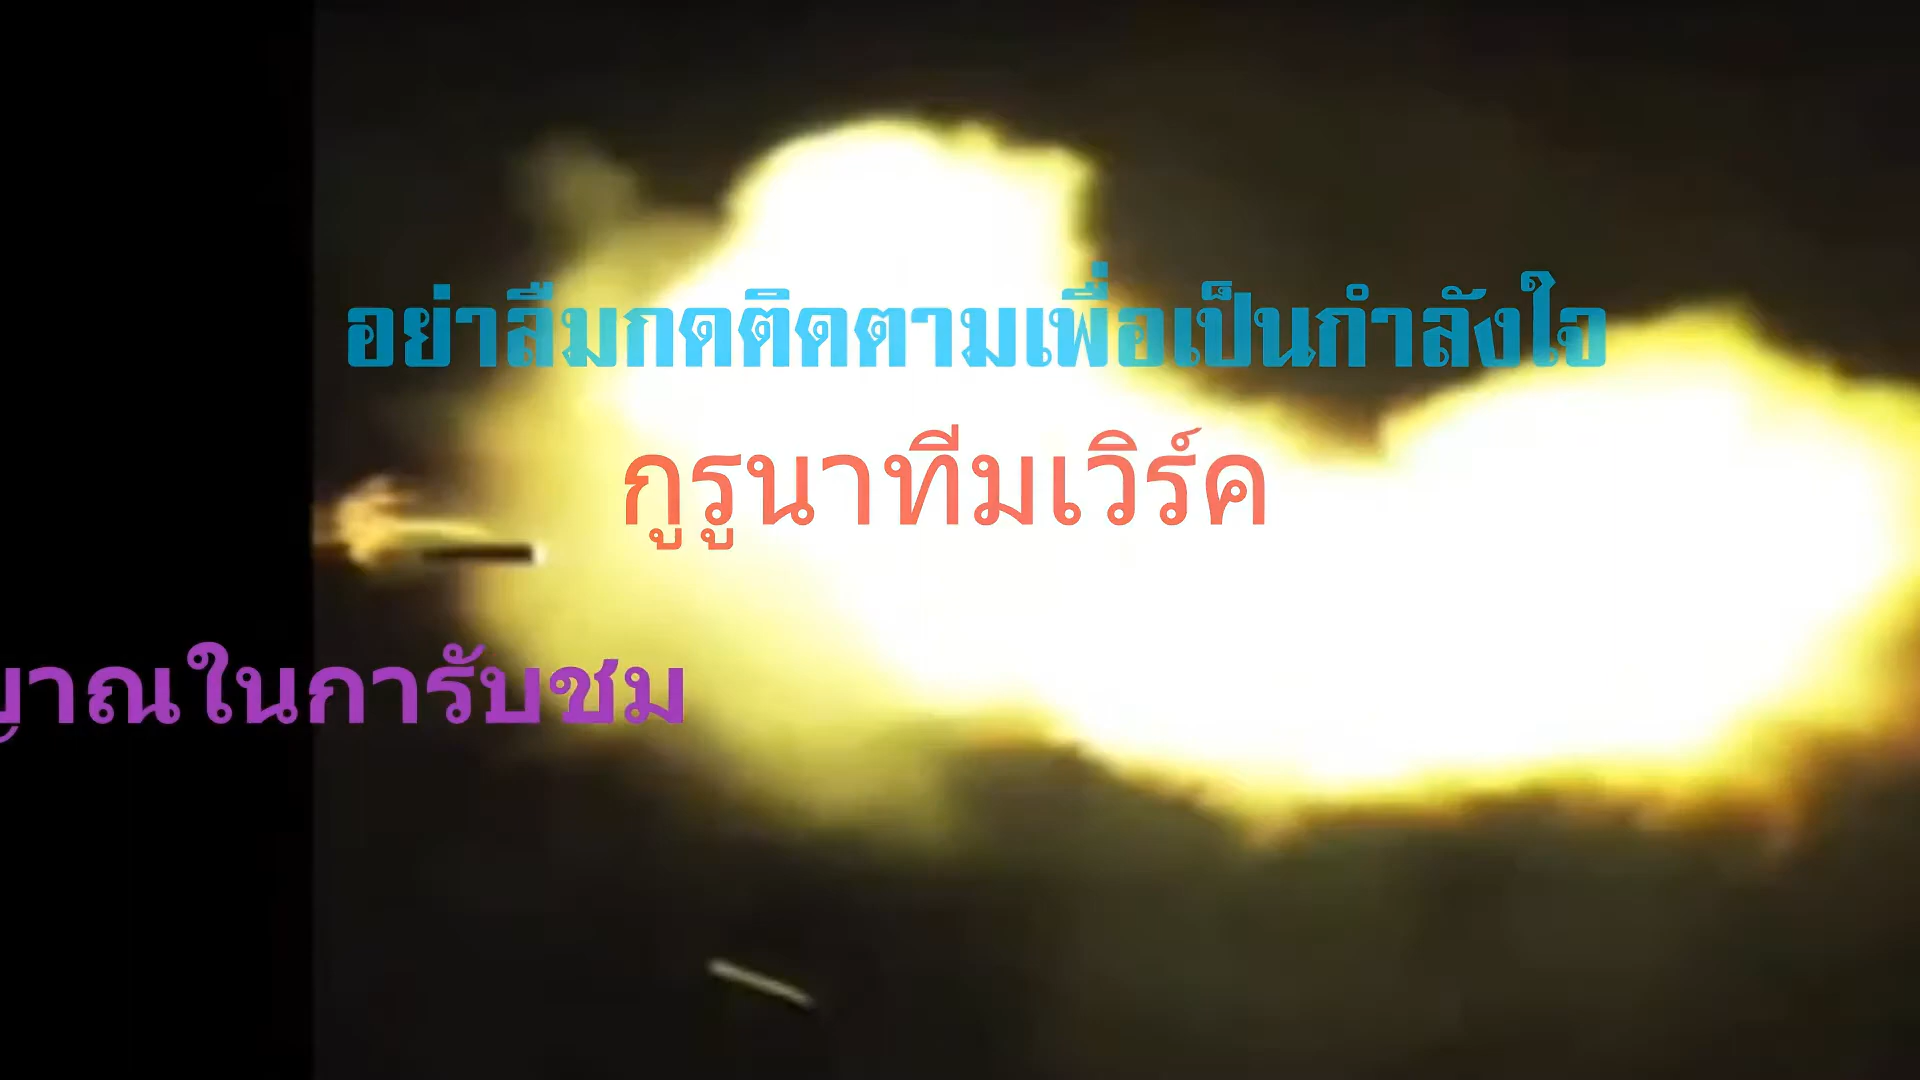 อย่าลืมกดติดตามเพื่อเป็นกำลังใจ
กูรูนาทีมเวิร์ค
ญาณในการับชม